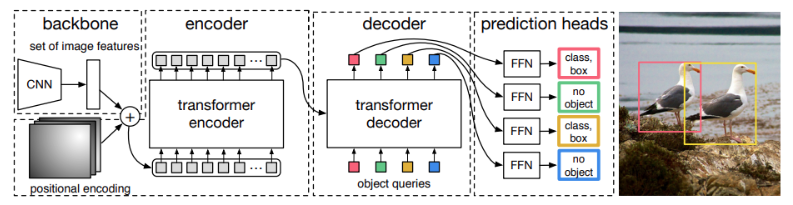 backbone
set of image features
CNN
+
positional encoding
encoder
...
transformer
encoder
...
decoder
transformer
decoder
object queries
prediction heads
FFN
class,
box
FFN
no
object
FFN
class,
box
FFN
no
object